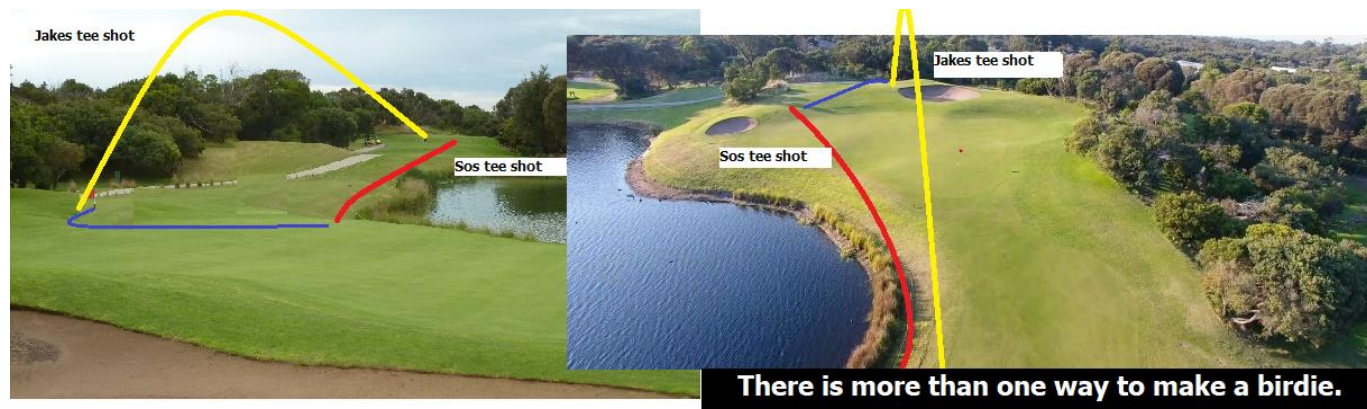 Jakes tee shot
Sos tee shot
Jakes tee shot
Sos tee shot
There is more than one way to make a birdie.